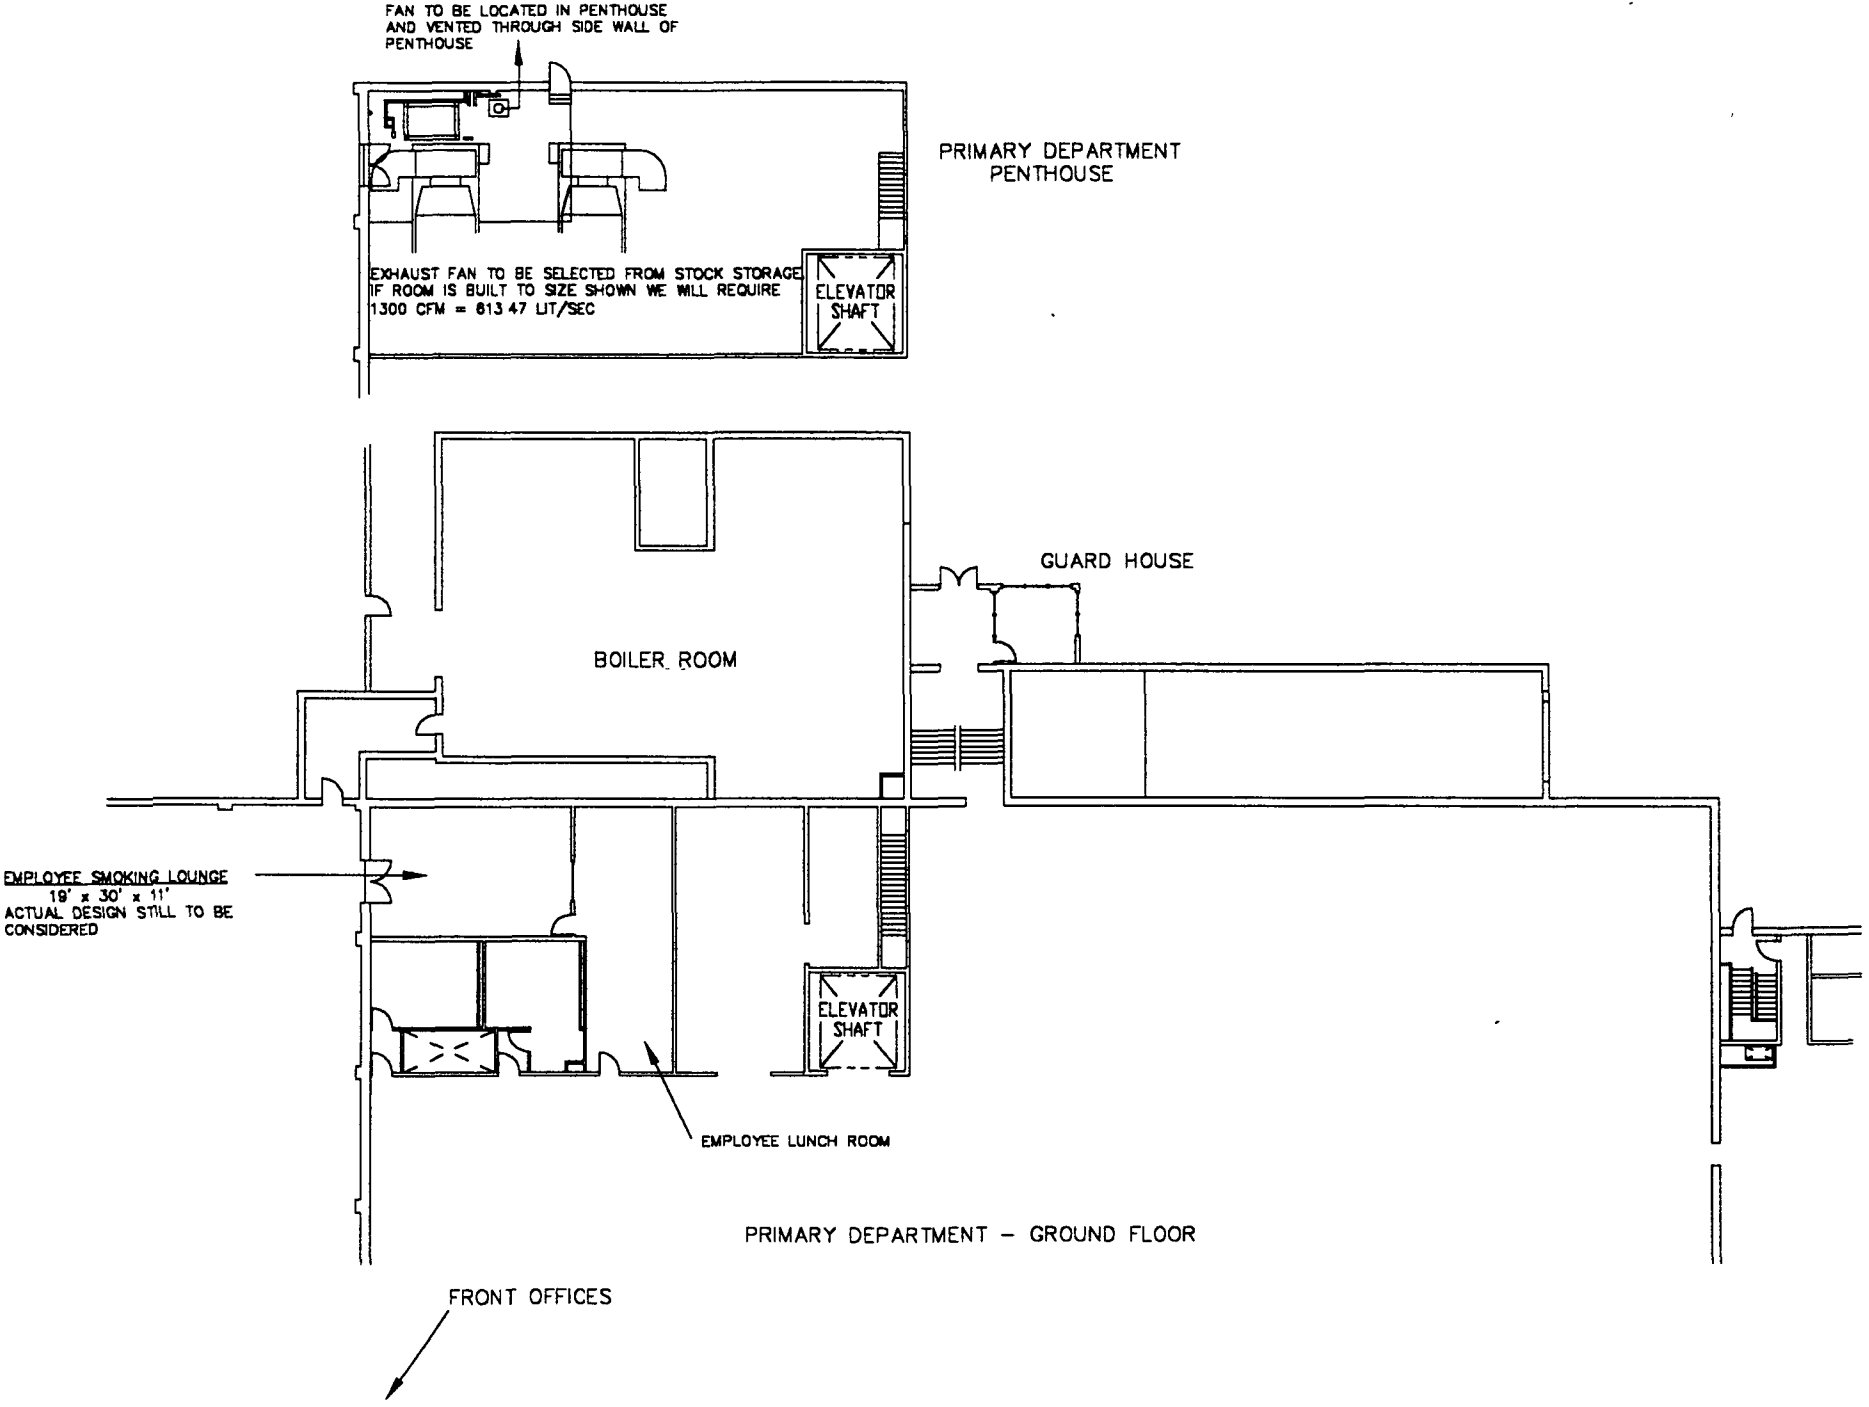 FAN TO BE LOCATED IN PENTHOUSE
AND VENTED THROUGH SIDE WALL OF
PENTHOUSE
PRIMARY DEPARTMENT
PENTHOUSE
EXHAUST FAN TO BE SELECTED FROM STOCK STORAGE
IF ROOM IS BUILT TO SIZE SHOWN WE WILL REQUIRE
1300 CFM = 613 47 LIT/SEC
ELEVATOR
SHAFT
GUARD HOUSE
BOILER ROOM
EMPLOYEE SMOKING LOUNGE
19' x 30' x 11'
ACTUAL DESIGN STILL TO BE
CONSIDERED
ELEVATOR
SHAFT
EMPLOYEE LUNCH ROOM
PRIMARY DEPARTMENT - GROUND FLOOR
FRONT OFFICES